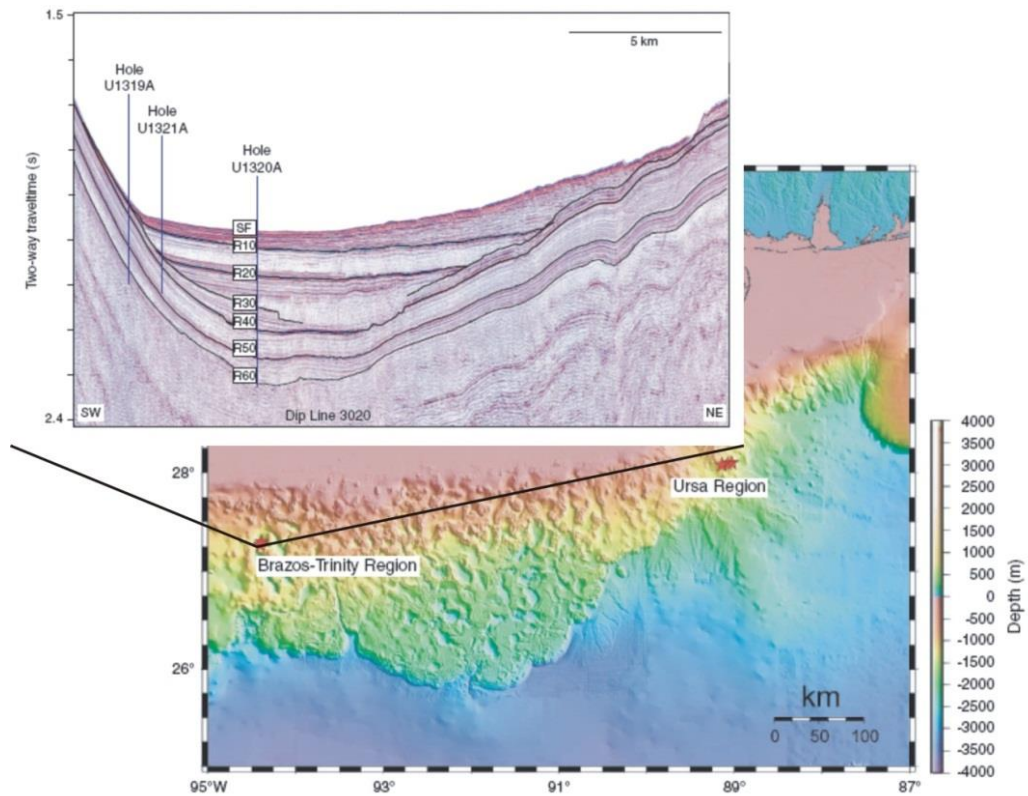 1.5
5 km
Hole
U1319A
Hole
U1321A
Hole
U1320A
Two-way traveltime (s)
SF
R10
R20
R30
R40
R50
R60
SW
Dip Line 3020
NE
2.4
28°
26°
Ursa Region
Brazos-Trinity Region
km
0 50 100
95°W 93° 91° 89° 87°
4000
3500
3000
2500
2000
1500
1000
500
0
-500
-1000
-1500
-2000
-2500
-3000
-3500
-4000
Depth (m)